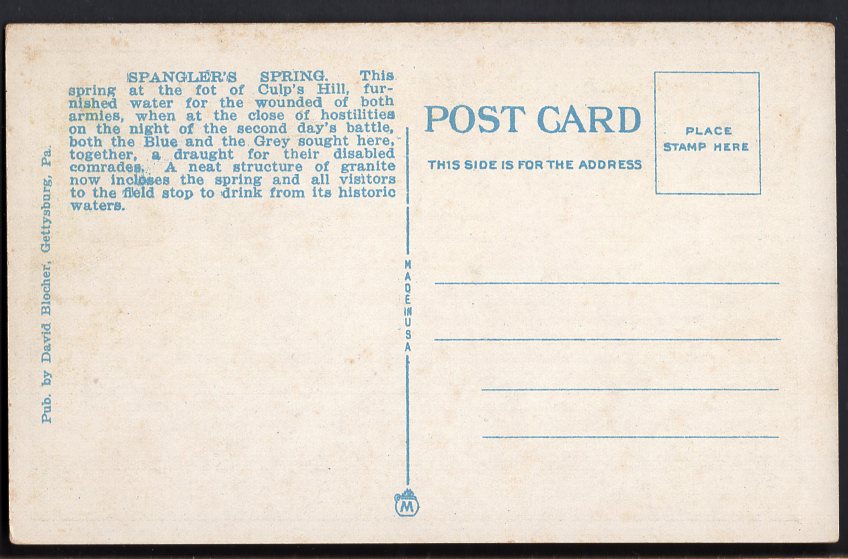 SPANGLER'S SPRING. This
spring at the fot of Culp's Hill, fur-
nished water for the wounded of both
armies, when at the close of hostilities
on the night of the second day's battle,
both the Blue and the Grey sought here,
together, a draught for their disabled
comrades. A neat structure of granite
now incloses the spring and all visitors
to the field stop to drink from its historic
waters.
Pub. by David Blocher, Gettysburg, Pa.
MADE IN USA
M
POST CARD
THIS SIDE IS FOR THE ADDRESS
PLACE
STAMP HERE